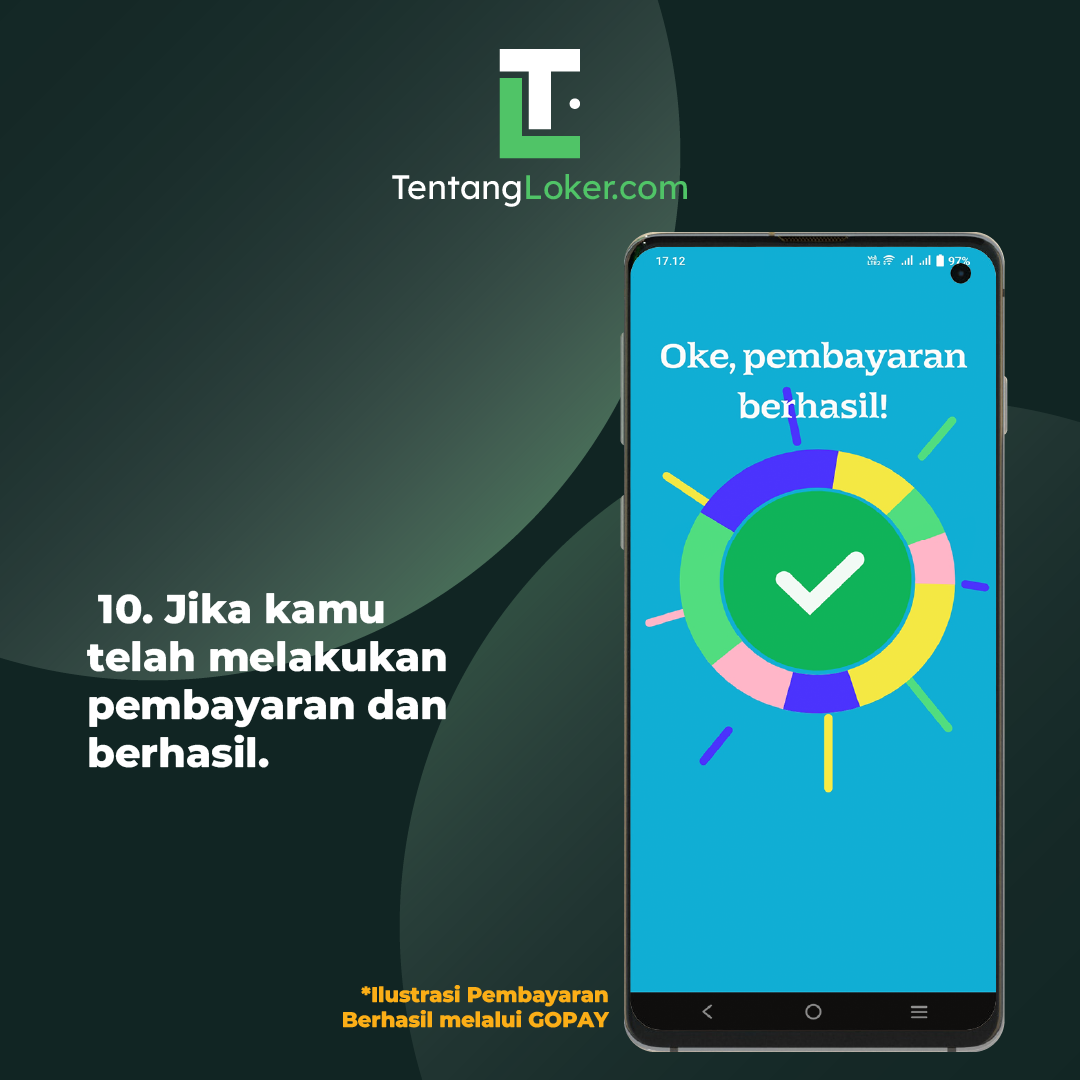 TentangLoker.com
17.12
97%
Oke, pembayaran
berhasil!
10. Jika kamu
telah melakukan
pembayaran dan
berhasil.
*Ilustrasi Pembayaran
Berhasil melalui GOPAY